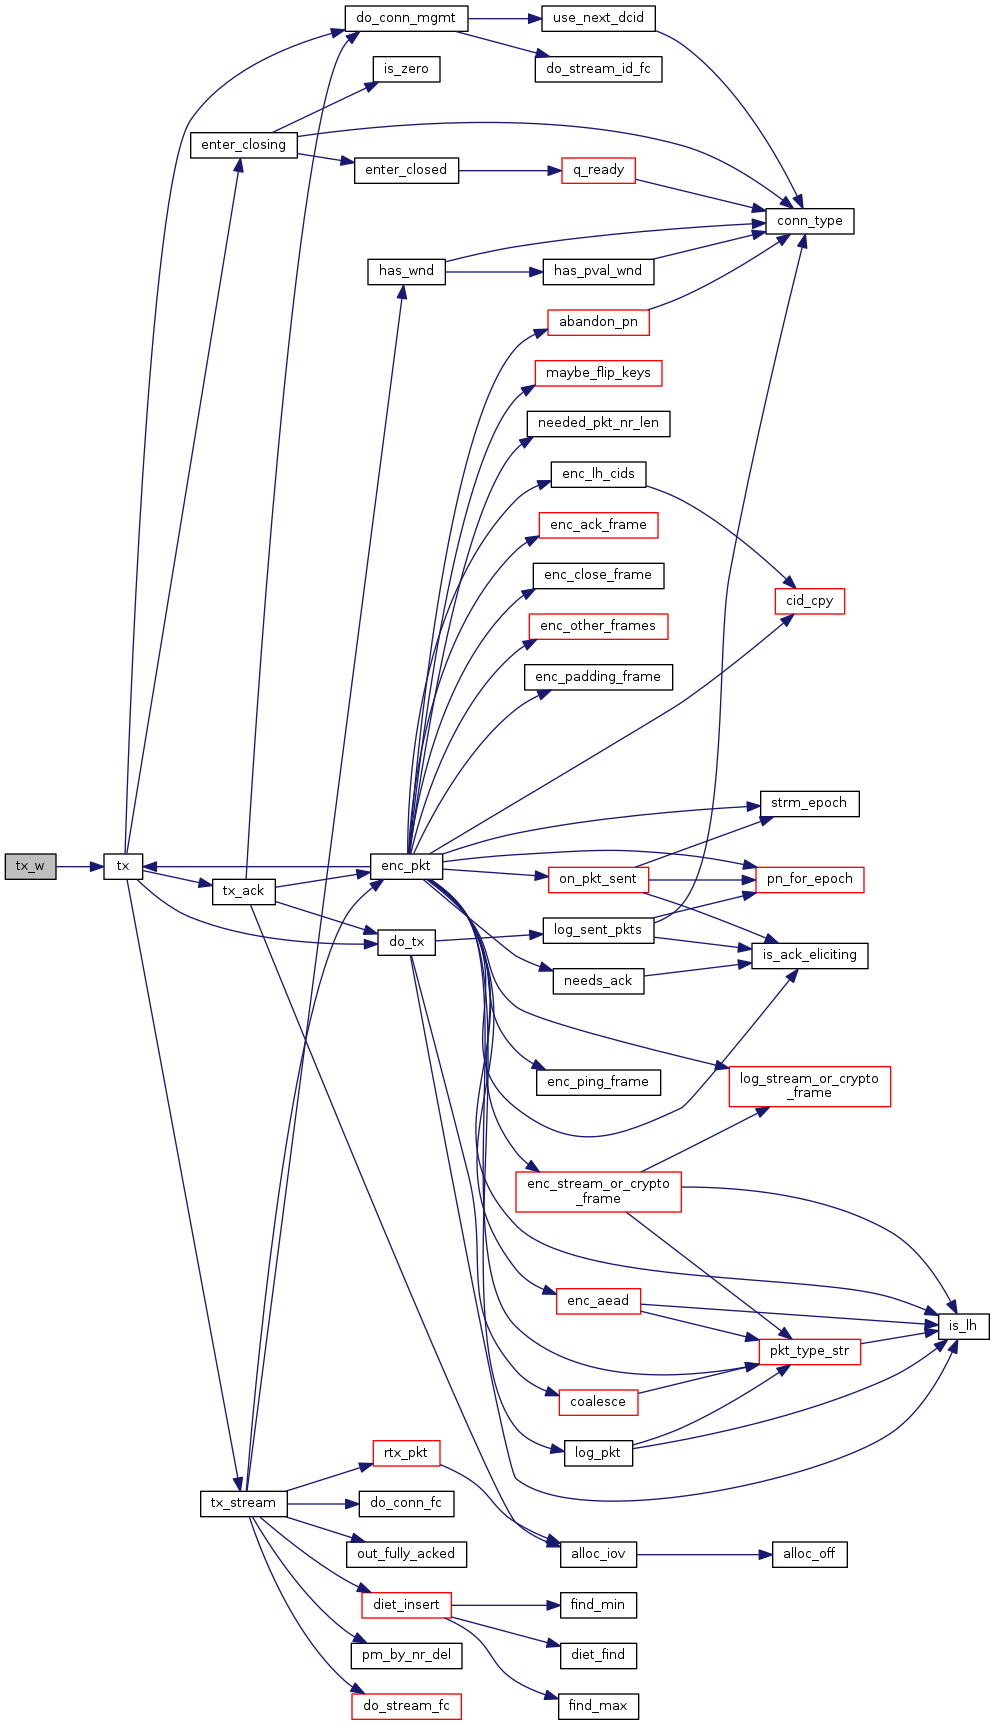 do_conn_mgmt
use_next_dcid
is_zero
do_stream_id_fc
enter_closing
enter_closed
q_ready
conn_type
has_wnd
has_pval_wnd
abandon_pn
maybe_flip_keys
needed_pkt_nr_len
enc_lh_cids
enc_ack_frame
enc_close_frame
cid_cpy
enc_other_frames
enc_padding_frame
strm_epoch
tx_w
tx
enc_pkt
on_pkt_sent
pn_for_epoch
tx_ack
do_tx
log_sent_pkts
is_ack_eliciting
needs_ack
enc_ping_frame
log_stream_or_crypto
_frame
enc_stream_or_crypto
_frame
enc_aead
is_lh
pkt_type_str
coalesce
log_pkt
rtx_pkt
tx_stream
do_conn_fc
out_fully_acked
alloc_iov
alloc_off
diet_insert
find_min
pm_by_nr_del
diet_find
do_stream_fc
find_max